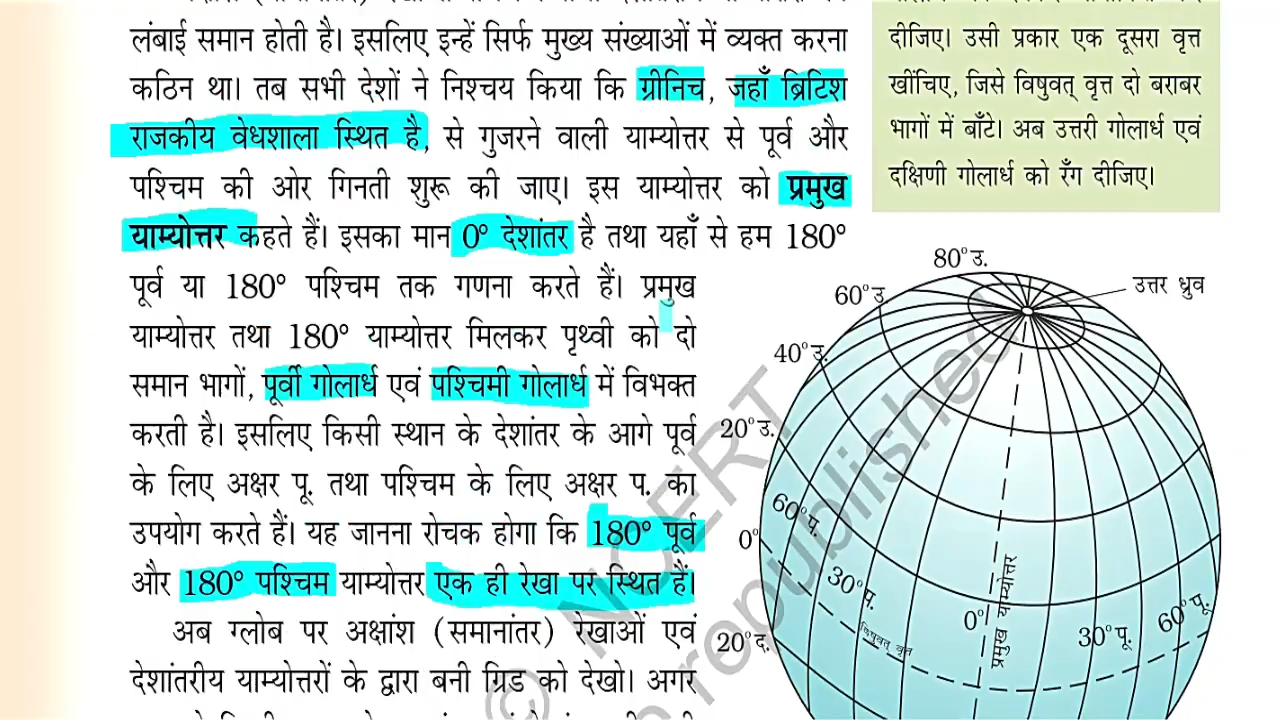 लंबाई समान होती है। इसलिए इन्हें सिर्फ मुख्य संख्याओं में व्यक्त करना
कठिन था। तब सभी देशों ने निश्चय किया कि ग्रीनिच, जहाँ ब्रिटिश
राजकीय वेधशाला स्थित है, से गुजरने वाली याम्योत्तर से पूर्व और
पश्चिम की ओर गिनती शुरू की जाए। इस याम्योत्तर को प्रमुख
याम्योत्तर कहते हैं। इसका मान 0° देशांतर है तथा यहाँ से हम 180°
पूर्व या 180° पश्चिम तक गणना करते हैं। प्रमुख
याम्योत्तर तथा 180° याम्योत्तर मिलकर पृथ्वी को दो
समान भागों, पूर्वी गोलार्ध एवं पश्चिमी गोलार्ध में विभक्त
करती है। इसलिए किसी स्थान के देशांतर के आगे पूर्व
के लिए अक्षर पू. तथा पश्चिम के लिए अक्षर प. का
उपयोग करते हैं। यह जानना रोचक होगा कि 180° पूर्व
और 180° पश्चिम याम्योत्तर एक ही रेखा पर स्थित हैं।
अब ग्लोब पर अक्षांश (समानांतर) रेखाओं एवं
देशांतरीय याम्योत्तरों के द्वारा बनी ग्रिड को देखो। अगर
दीजिए। उसी प्रकार एक दूसरा वृत्त
खींचिए, जिसे विषुवत् वृत्त दो बराबर
भागों में बाँटे। अब उत्तरी गोलार्ध एवं
दक्षिणी गोलार्ध को रँग दीजिए।
80° उ.
उत्तर ध्रुव
60° उ.
40° उ.
20° उ.
60° प.
0°
30° प.
विषुवत् वृत्त
0°
प्रमुख याम्योत्तर
30° पू.
60° पू.
20° द.
© NCERT
republished